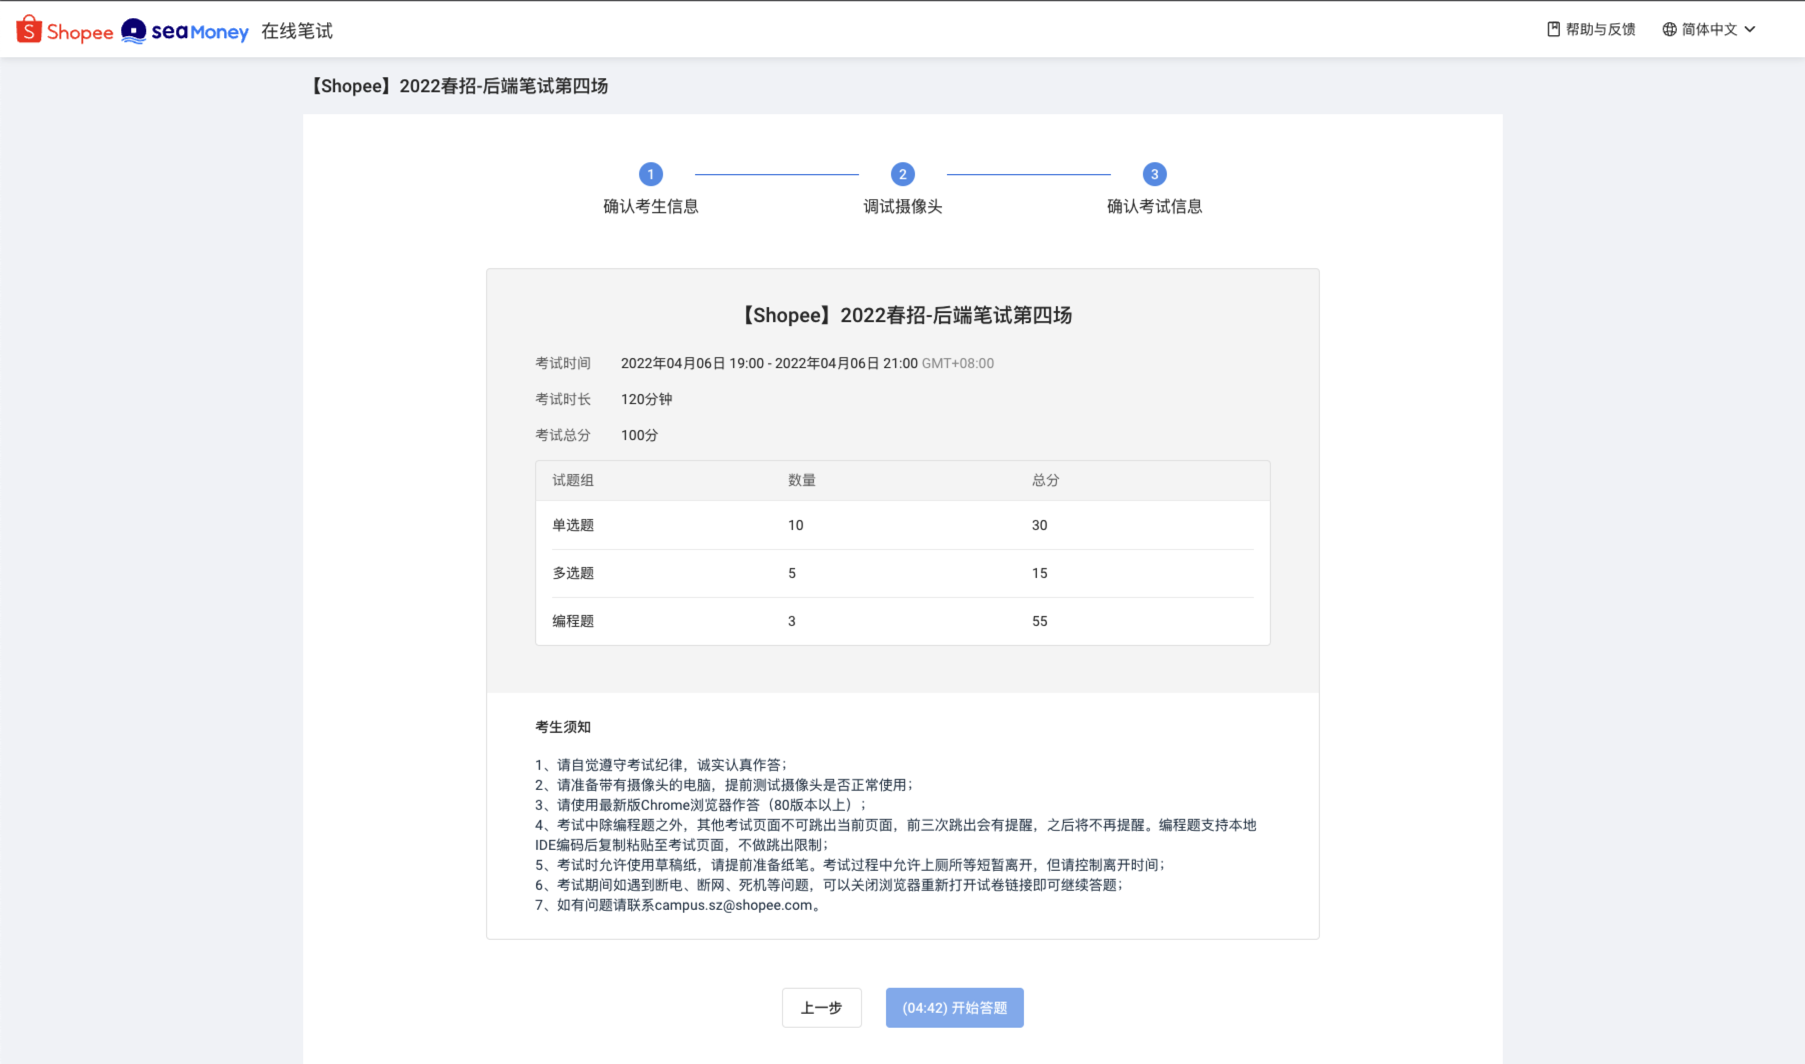 Shopee seaMoney 在线笔试 帮助与反馈 简体中文
【Shopee】2022春招-后端笔试第四场
1 2 3
确认考生信息 调试摄像头 确认考试信息
【Shopee】2022春招-后端笔试第四场
考试时间 2022年04月06日 19:00 - 2022年04月06日 21:00 GMT+08:00
考试时长 120分钟
考试总分 100分
试题组 数量 总分
单选题 10 30
多选题 5 15
编程题 3 55
考生须知
1、请自觉遵守考试纪律，诚实认真作答；
2、请准备带有摄像头的电脑，提前测试摄像头是否正常使用；
3、请使用最新版Chrome浏览器作答（80版本以上）；
4、考试中除编程题之外，其他考试页面不可跳出当前页面，前三次跳出会有提醒，之后将不再提醒。编程题支持本地
IDE编码后复制粘贴至考试页面，不做跳出限制；
5、考试时允许使用草稿纸，请提前准备纸笔。考试过程中允许上厕所等短暂离开，但请控制离开时间；
6、考试期间如遇到断电、断网、死机等问题，可以关闭浏览器重新打开试卷链接即可继续答题；
7、如有问题请联系campus.sz@shopee.com。
上一步 (04:42) 开始答题